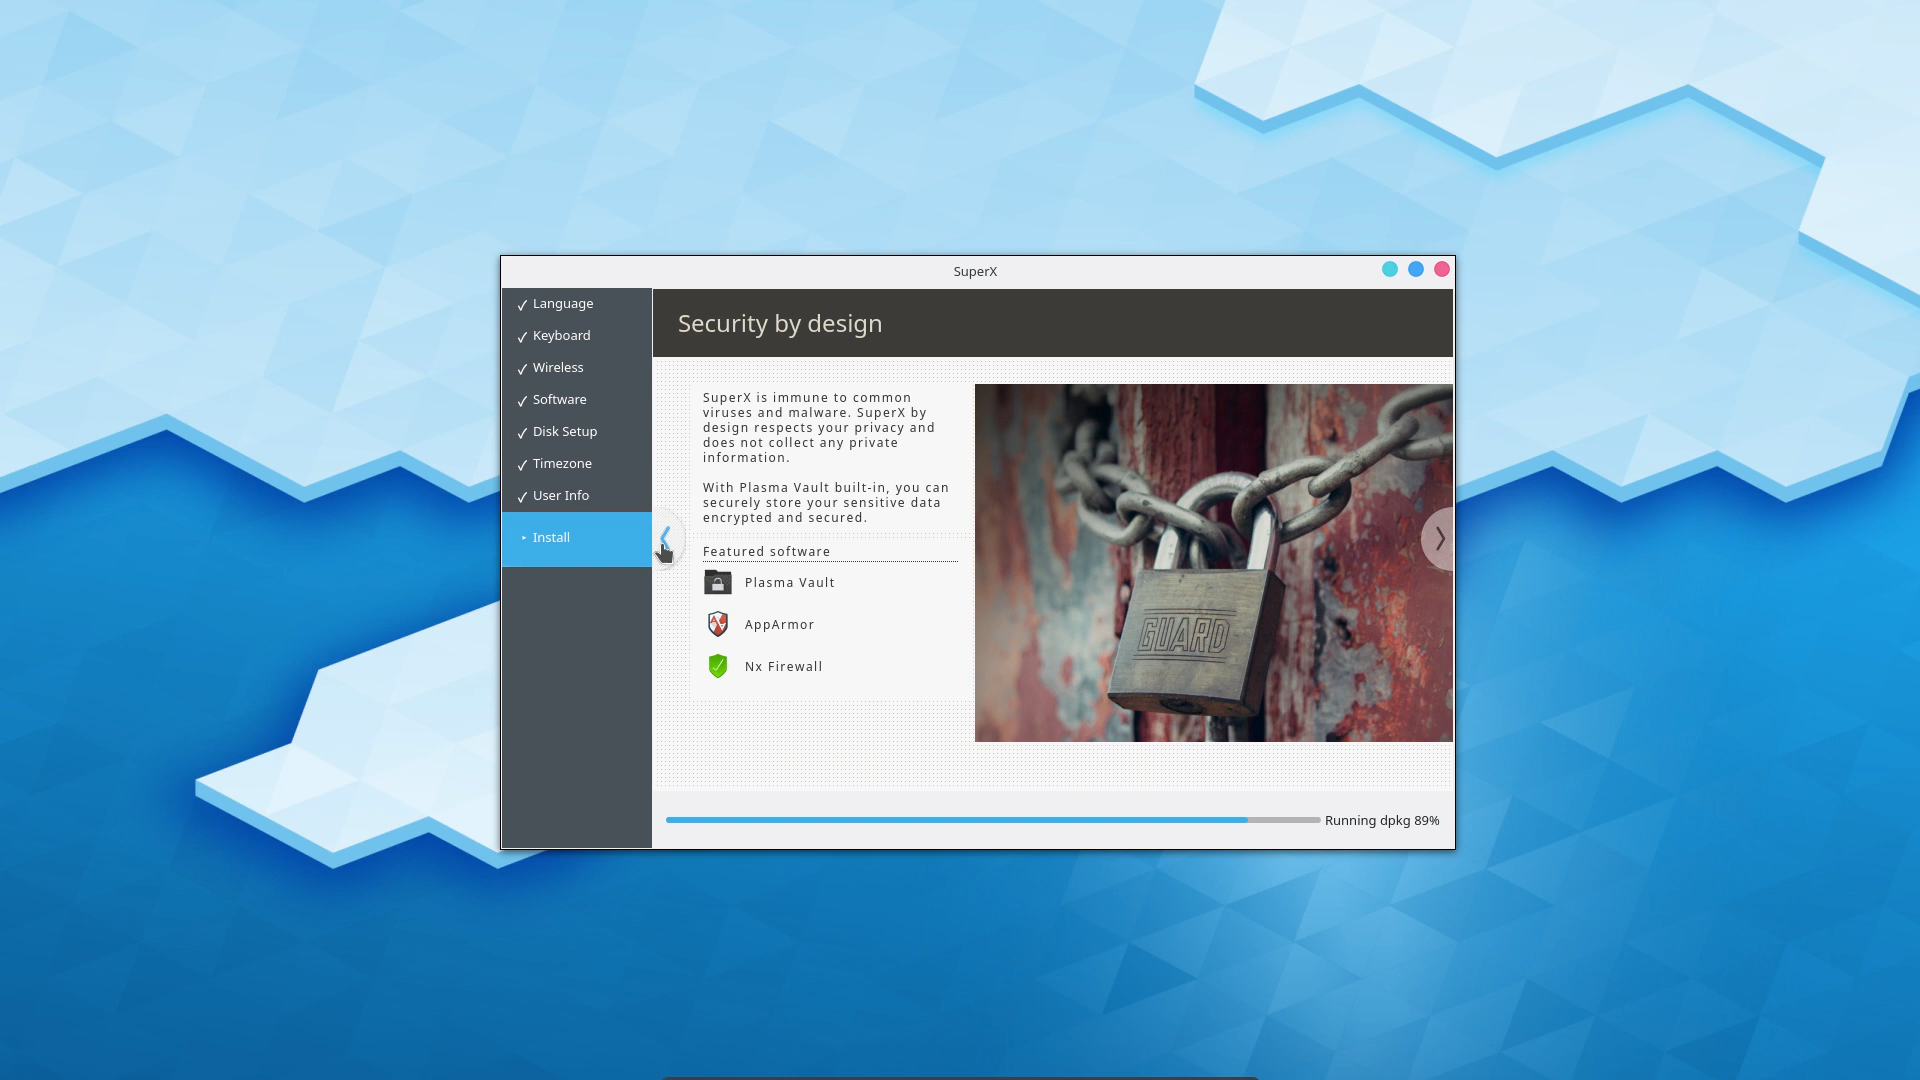 SuperX
Language
Keyboard
Wireless
Software
Disk Setup
Timezone
User Info
Install
Security by design
SuperX is immune to common
viruses and malware. SuperX by
design respects your privacy and
does not collect any private
information.
With Plasma Vault built-in, you can
securely store your sensitive data
encrypted and secured.
Featured software
Plasma Vault
AppArmor
Nx Firewall
GUARD
Running dpkg 89%